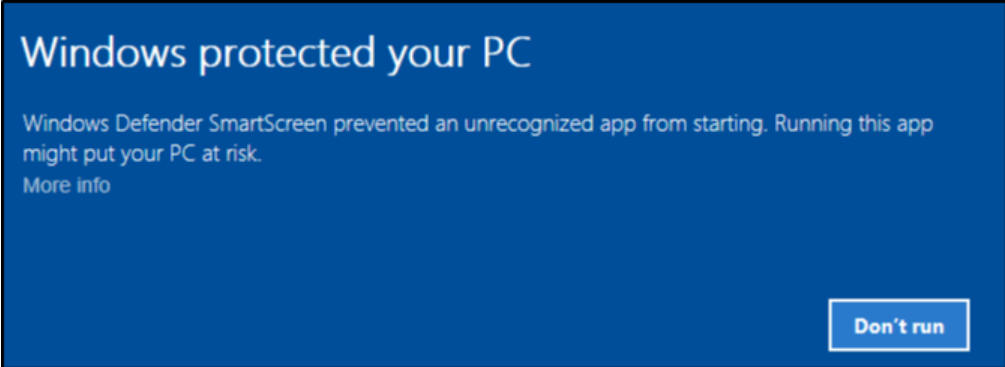 Windows protected your PC
Windows Defender SmartScreen prevented an unrecognized app from starting. Running this app
might put your PC at risk.
More info
Don't run